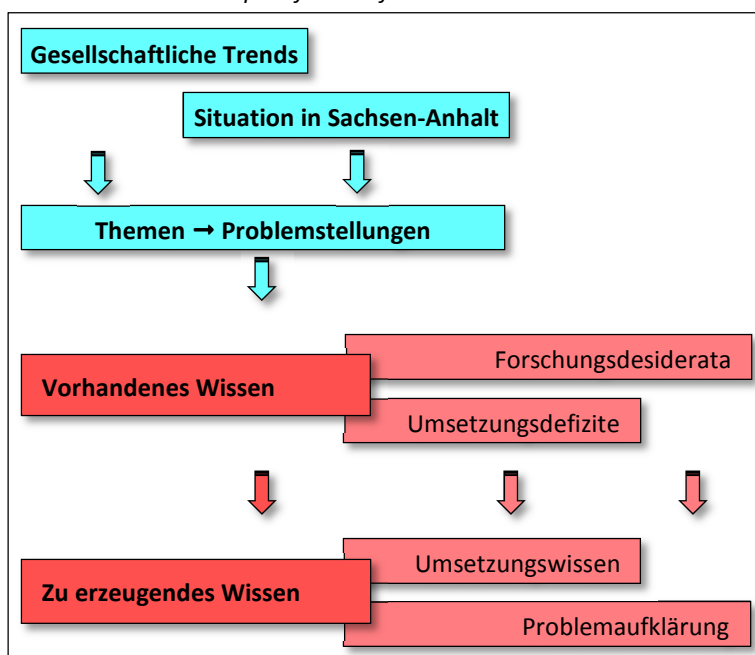 Gesellschaftliche Trends
Situation in Sachsen-Anhalt
Themen → Problemstellungen
Forschungsdesiderata
Vorhandenes Wissen
Umsetzungsdefizite
Umsetzungswissen
Zu erzeugendes Wissen
Problemaufklärung